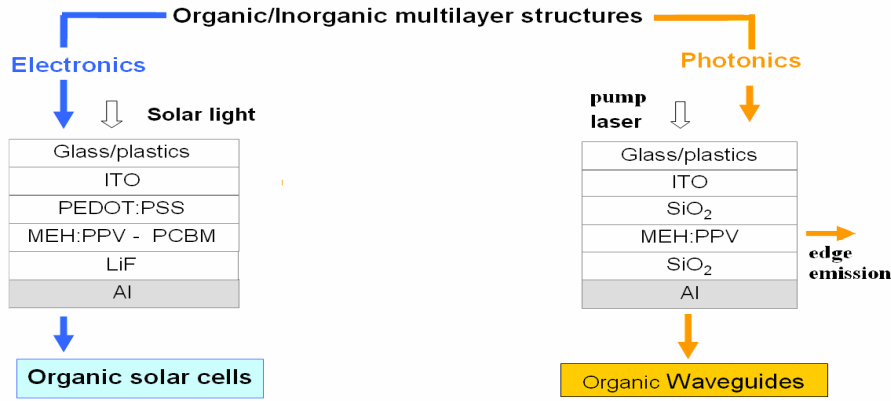 Organic/Inorganic multilayer structures
Electronics
Solar light
Glass/plastics
ITO
PEDOT:PSS
MEH:PPV - PCBM
LiF
Al
Organic solar cells
Photonics
pump
laser
Glass/plastics
ITO
SiO₂
MEH:PPV
SiO₂
Al
edge
emission
Organic Waveguides